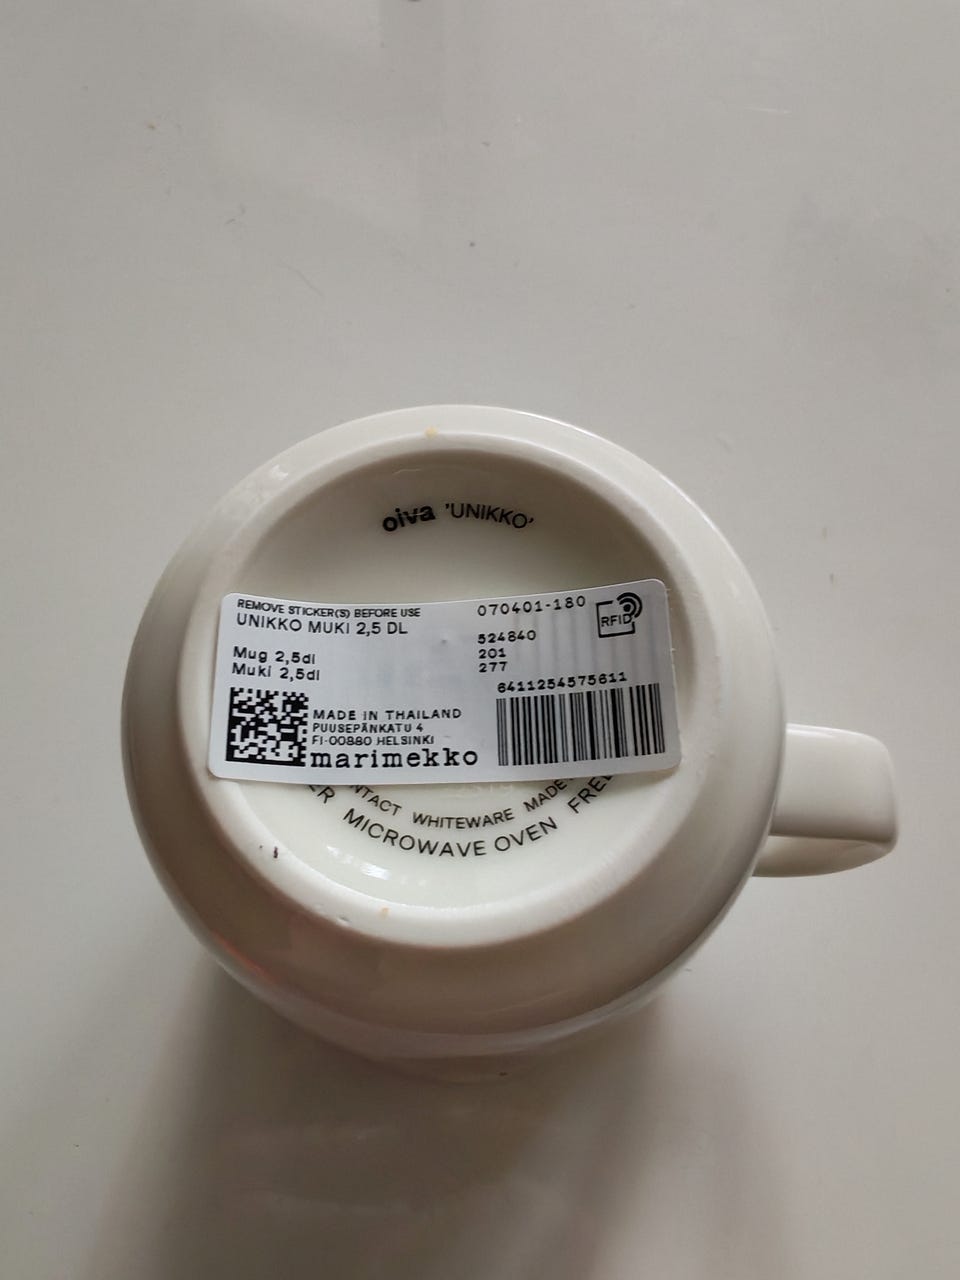 oiva 'UNIKKO'
REMOVE STICKER(S) BEFORE USE
UNIKKO MUKI 2,5 DL
Mug 2,5dl
Muki 2,5dl
070401-180
RFID
524840
201
277
6411254575611
MADE IN THAILAND
PUUSEPÄNKATU 4
FI-00880 HELSINKI
marimekko
WHITEWARE MADE
MICROWAVE OVEN